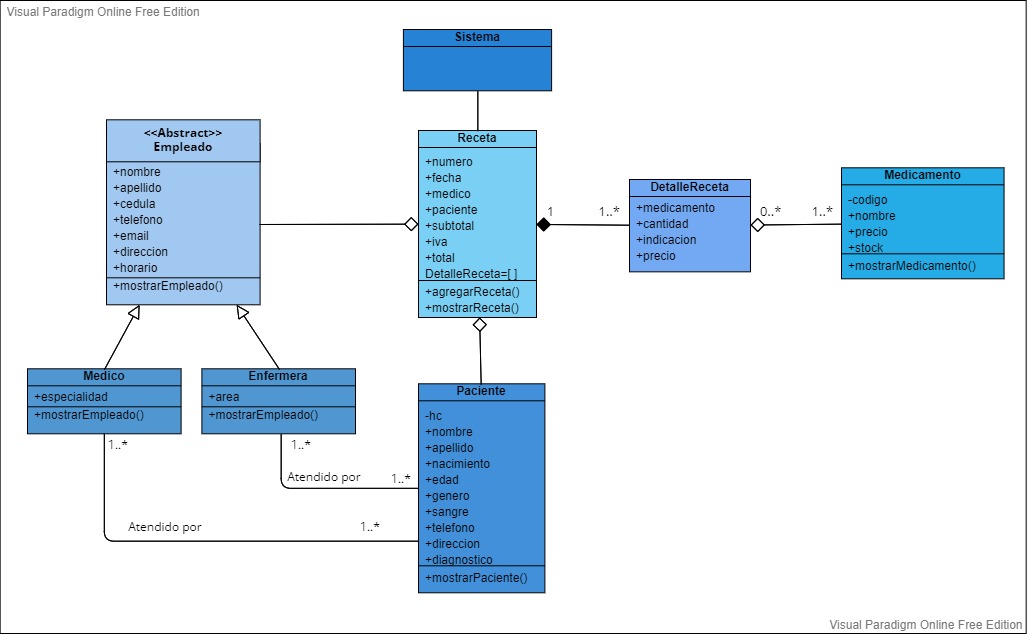 Visual Paradigm Online Free Edition
Sistema
<<Abstract>>
Empleado
+nombre
+apellido
+cedula
+telefono
+email
+direccion
+horario
+mostrarEmpleado()
Receta
+numero
+fecha
+medico
+paciente
+subtotal
+iva
+total
DetalleReceta=[ ]
+agregarReceta()
+mostrarReceta()
1
1..*
DetalleReceta
+medicamento
+cantidad
+indicacion
+precio
0..*
1..*
Medicamento
-codigo
+nombre
+precio
+stock
+mostrarMedicamento()
Medico
+especialidad
+mostrarEmpleado()
1..*
Enfermera
+area
+mostrarEmpleado()
1..*
Atendido por
1..*
Atendido por
1..*
Paciente
-hc
+nombre
+apellido
+nacimiento
+edad
+genero
+sangre
+telefono
+direccion
+diagnostico
+mostrarPaciente()
Visual Paradigm Online Free Edition